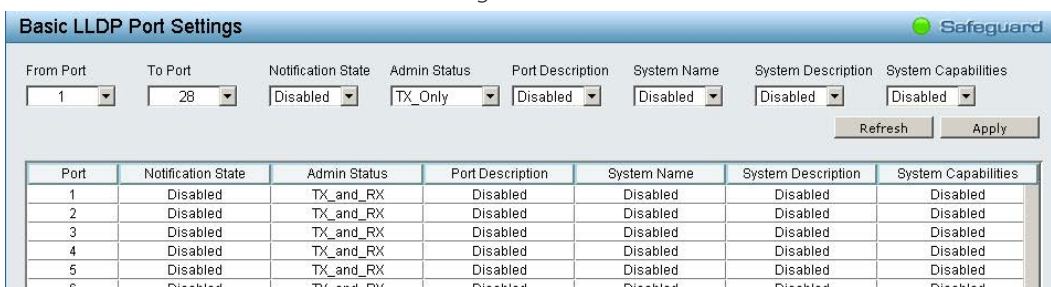 Basic LLDP Port Settings Safeguard
From Port To Port Notification State Admin Status Port Description System Name System Description System Capabilities
1 28 Disabled TX_Only Disabled Disabled Disabled Disabled
Refresh Apply
Port Notification State Admin Status Port Description System Name System Description System Capabilities
1 Disabled TX_and_RX Disabled Disabled Disabled Disabled
2 Disabled TX_and_RX Disabled Disabled Disabled Disabled
3 Disabled TX_and_RX Disabled Disabled Disabled Disabled
4 Disabled TX_and_RX Disabled Disabled Disabled Disabled
5 Disabled TX_and_RX Disabled Disabled Disabled Disabled